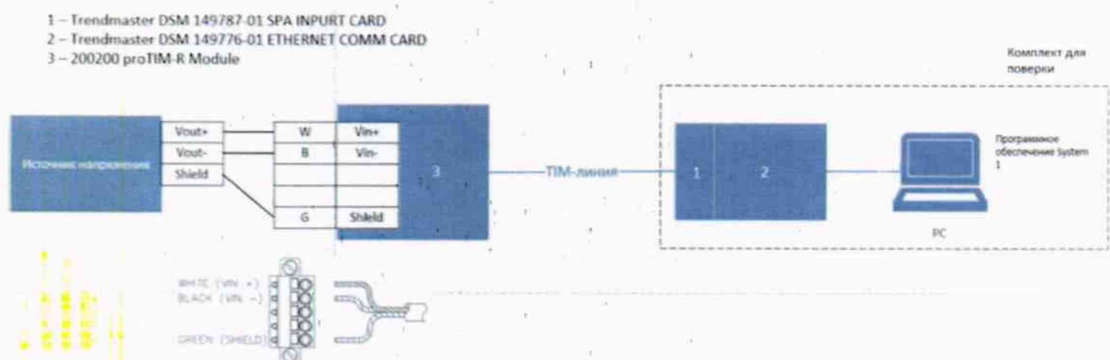 1 – Trendmaster DSM 149787-01 SPA INPURT CARD
2 – Trendmaster DSM 149776-01 ETHERNET COMM CARD
3 – 200200 proTIM-R Module
Комплект для
поверки
Источник напряжения
Vout+
Vout-
Shield
W
Vin+
B
Vin-
G
Shield
3
TIM-линия
1
2
Программное
обеспечение System
1
PC
WHITE (VIN +)
BLACK (VIN -)
GREEN (SHIELD)